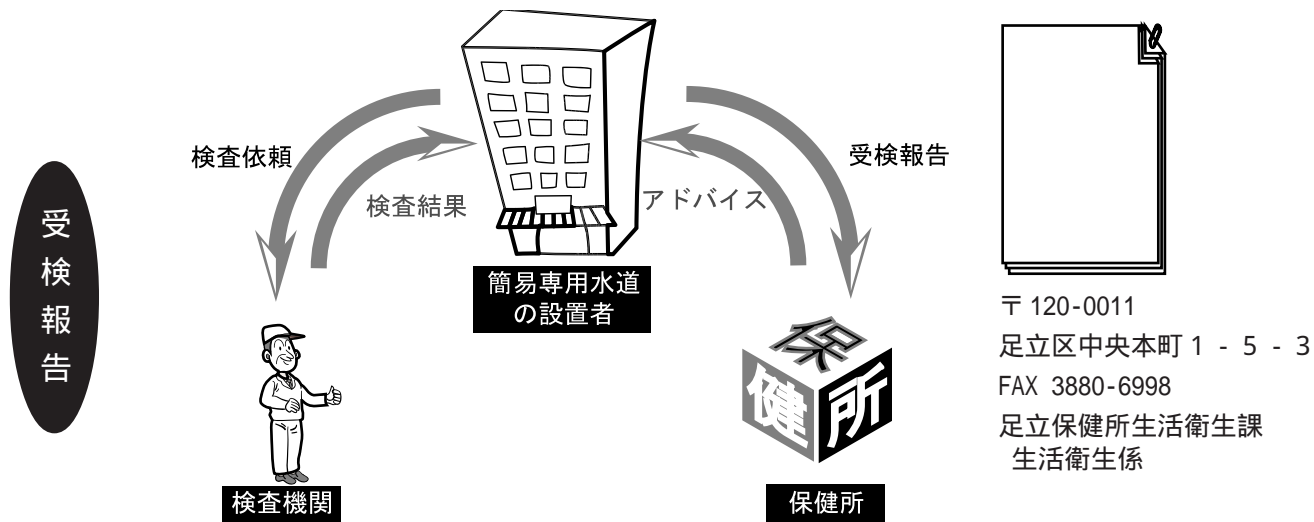 受検報告
検査依頼
検査結果
簡易専用水道
の設置者
アドバイス
受検報告
検査機関
保健所
保健所
〒 120-0011
足立区中央本町 1 - 5 - 3
FAX 3880-6998
足立保健所生活衛生課
生活衛生係